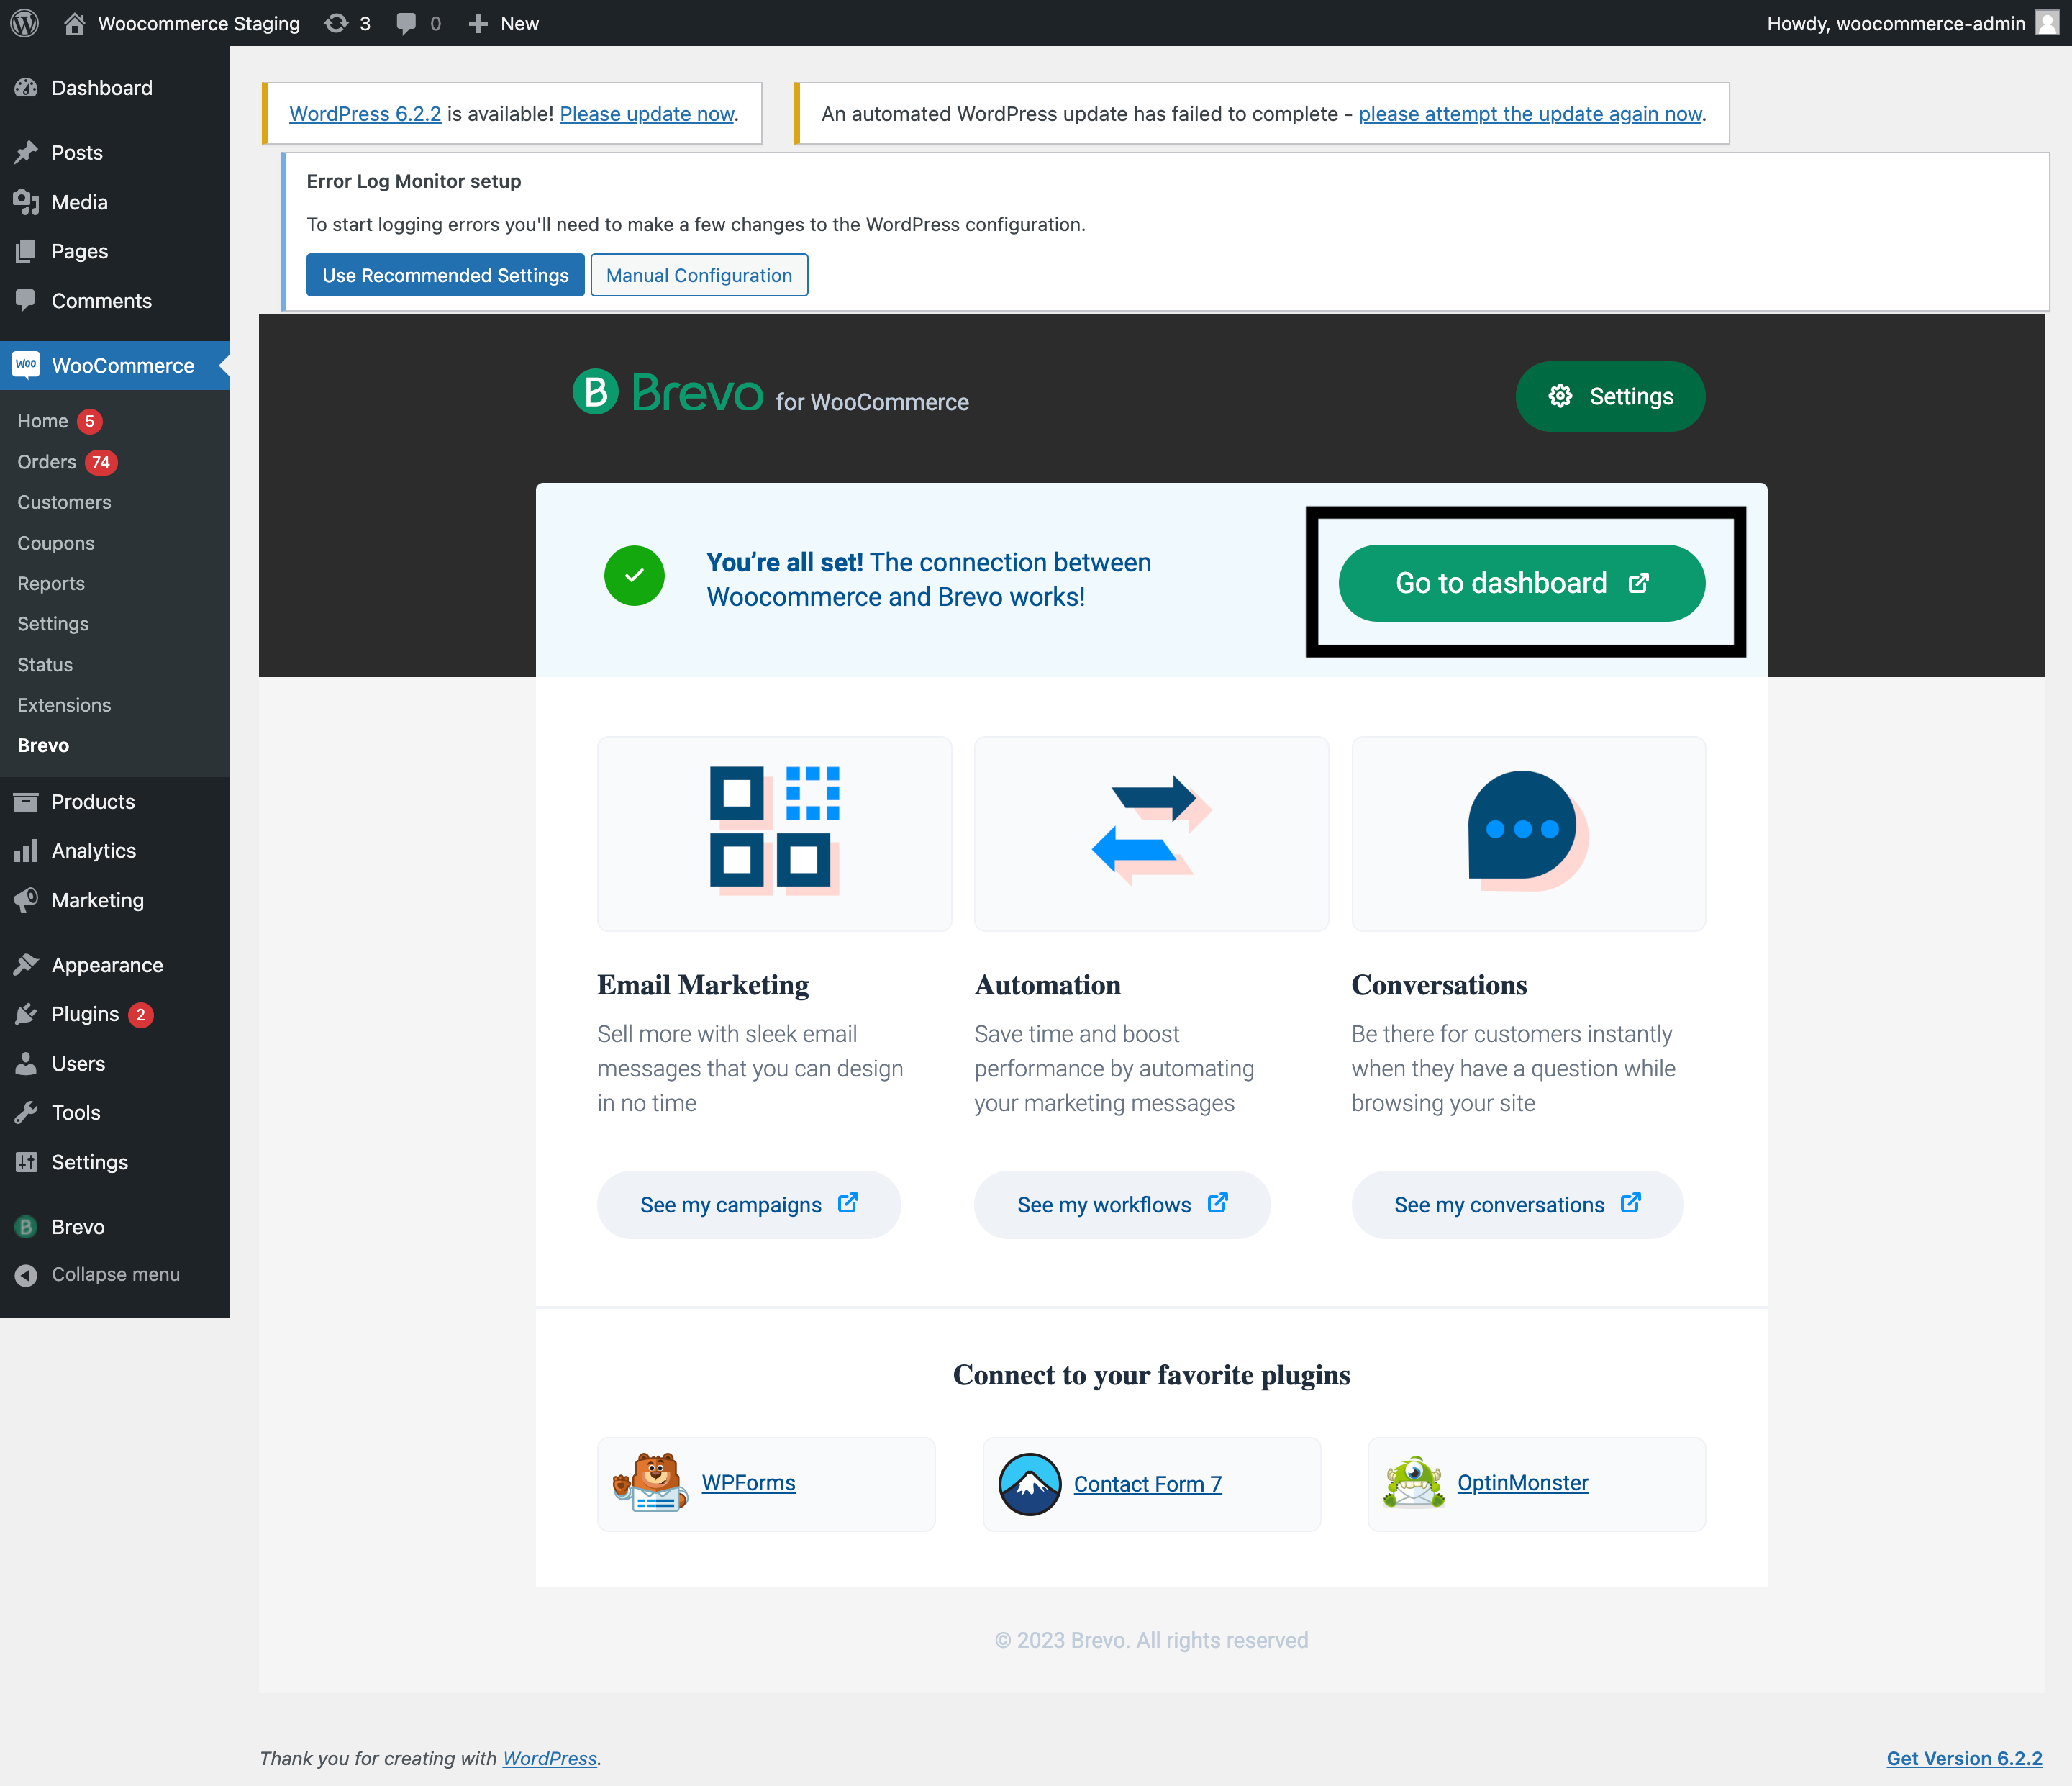 Woocommerce Staging 3 0 New Howdy, woocommerce-admin
Dashboard
Posts
Media
Pages
Comments
WOO WooCommerce
Home 5
Orders 74
Customers
Coupons
Reports
Settings
Status
Extensions
Brevo
Products
Analytics
Marketing
Appearance
Plugins 2
Users
Tools
Settings
B Brevo
Collapse menu
WordPress 6.2.2 is available! Please update now.
An automated WordPress update has failed to complete - please attempt the update again now.
Error Log Monitor setup
To start logging errors you'll need to make a few changes to the WordPress configuration.
Use Recommended Settings Manual Configuration
B Brevo for WooCommerce
Settings
You’re all set! The connection between
Woocommerce and Brevo works!
Go to dashboard
Email Marketing
Sell more with sleek email
messages that you can design
in no time
See my campaigns
Automation
Save time and boost
performance by automating
your marketing messages
See my workflows
Conversations
Be there for customers instantly
when they have a question while
browsing your site
See my conversations
Connect to your favorite plugins
WPForms
Contact Form 7
OptinMonster
© 2023 Brevo. All rights reserved
Thank you for creating with WordPress.
Get Version 6.2.2